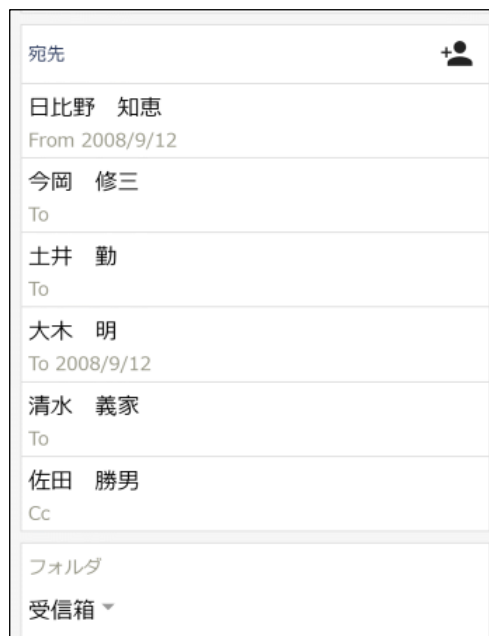 宛先
日比野　知恵
From 2008/9/12
今岡　修三
To
土井　勤
To
大木　明
To 2008/9/12
清水　義家
To
佐田　勝男
Cc
フォルダ
受信箱